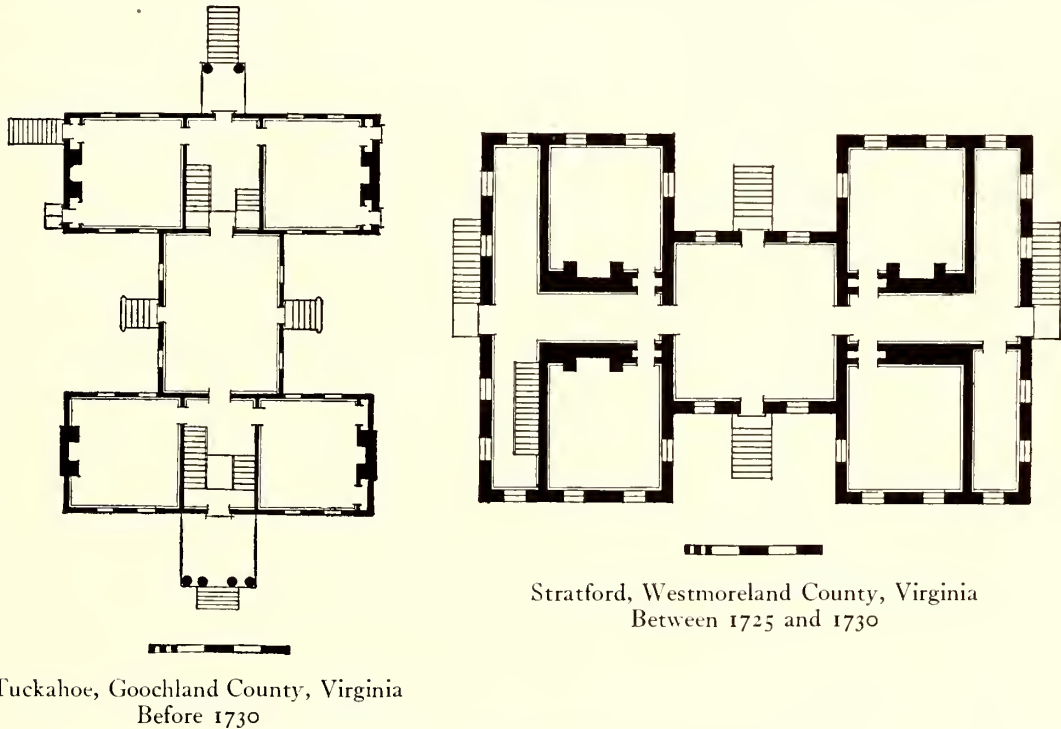 Tuckahoe, Goochland County, Virginia
Before 1730
Stratford, Westmoreland County, Virginia
Between 1725 and 1730